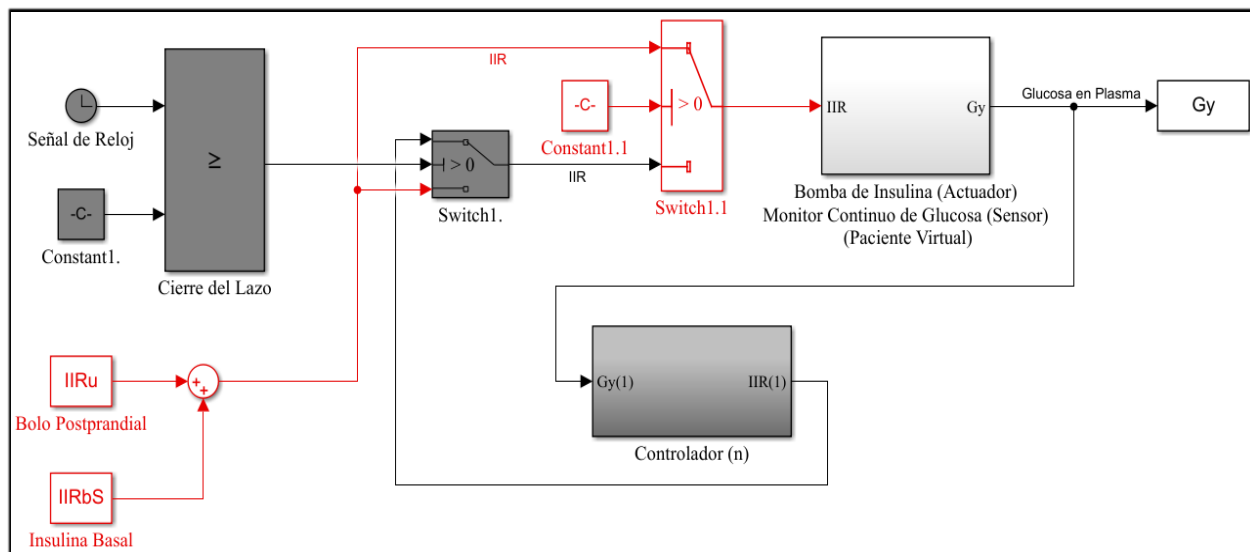 IIR
-C-
> 0
Constant1.1
Switch1.1
IIR
Gy
Bomba de Insulina (Actuador)
Monitor Continuo de Glucosa (Sensor)
(Paciente Virtual)
Glucosa en Plasma
Gy
Señal de Reloj
≥
-C-
Constant1.
Cierre del Lazo
> 0
Switch1.
IIR
IIRu
Bolo Postprandial
+
+
IIRbS
Insulina Basal
Gy(1)
IIR(1)
Controlador (n)